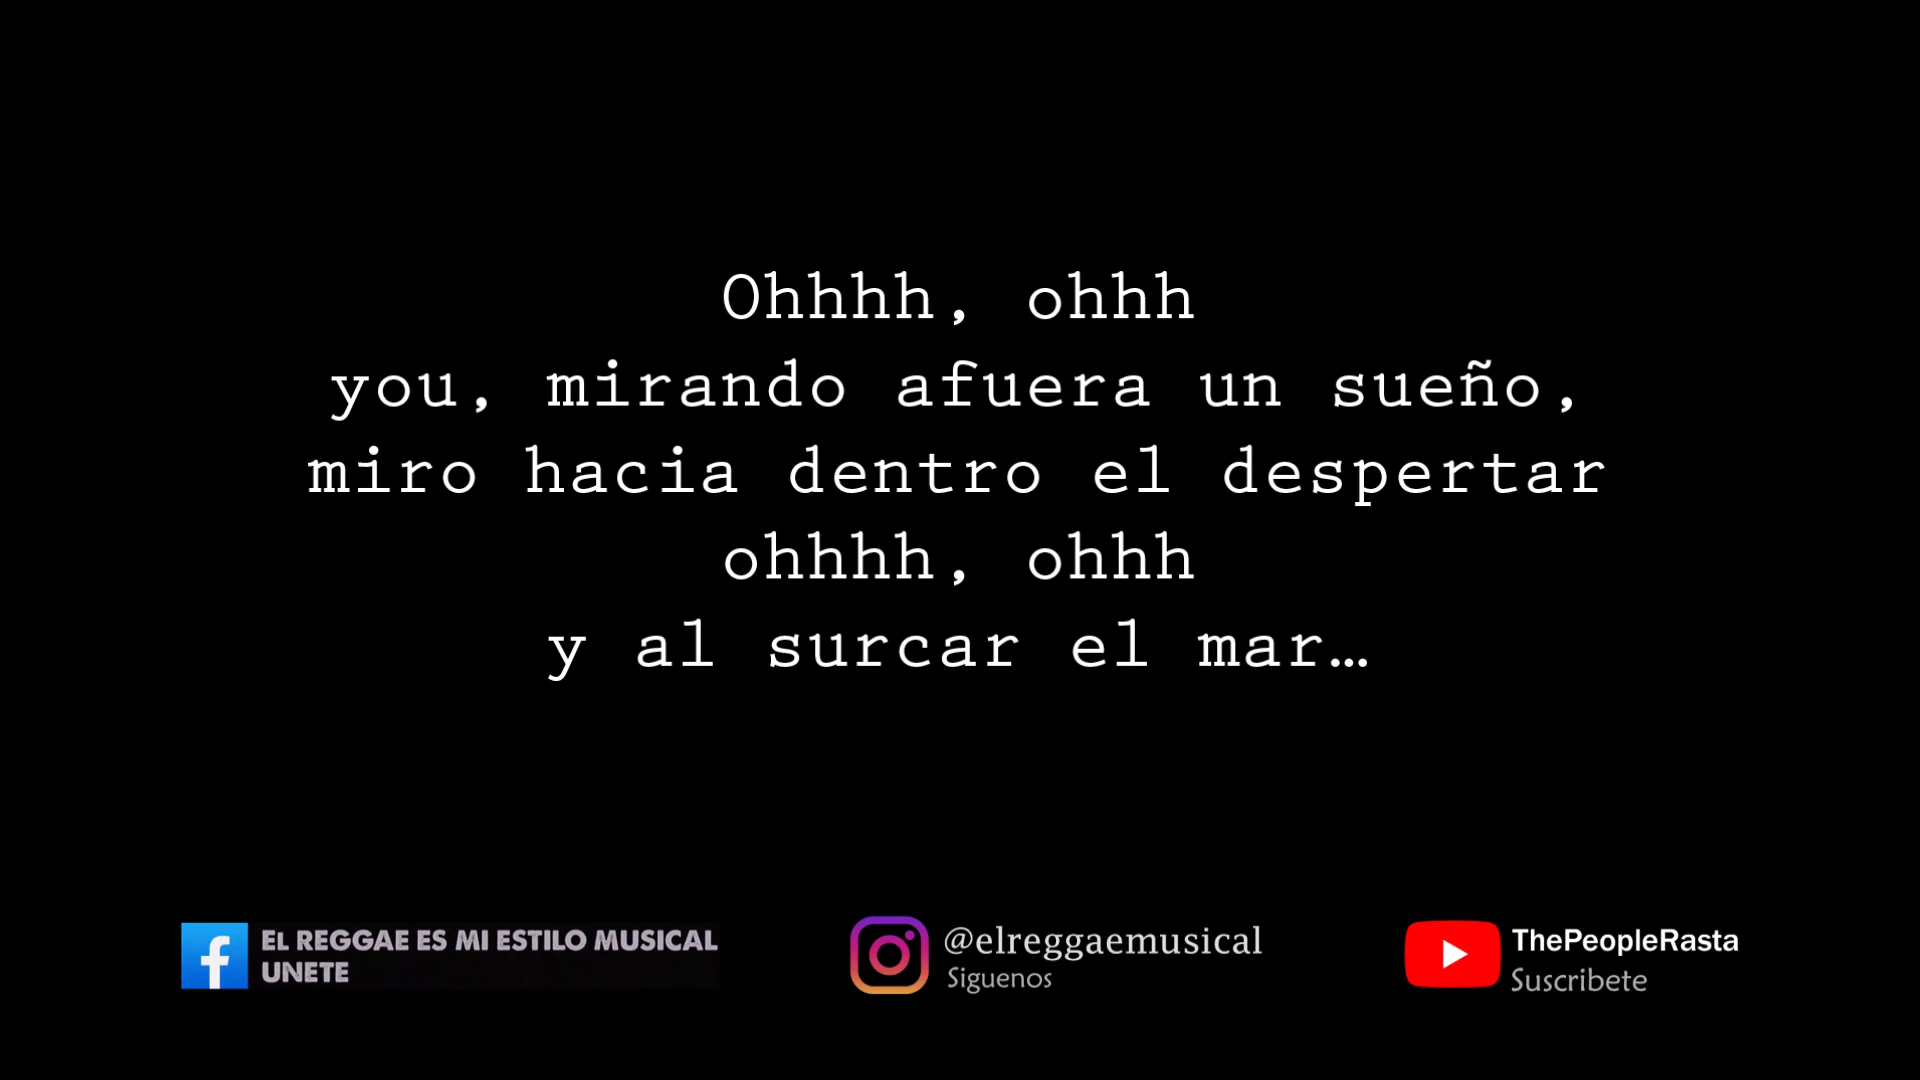 Ohhhh, ohhh
you, mirando afuera un sueño,
miro hacia dentro el despertar
ohhhh, ohhh
y al surcar el mar…
EL REGGAE ES MI ESTILO MUSICAL
UNETE
@elreggaemusical
Siguenos
ThePeopleRasta
Suscribete